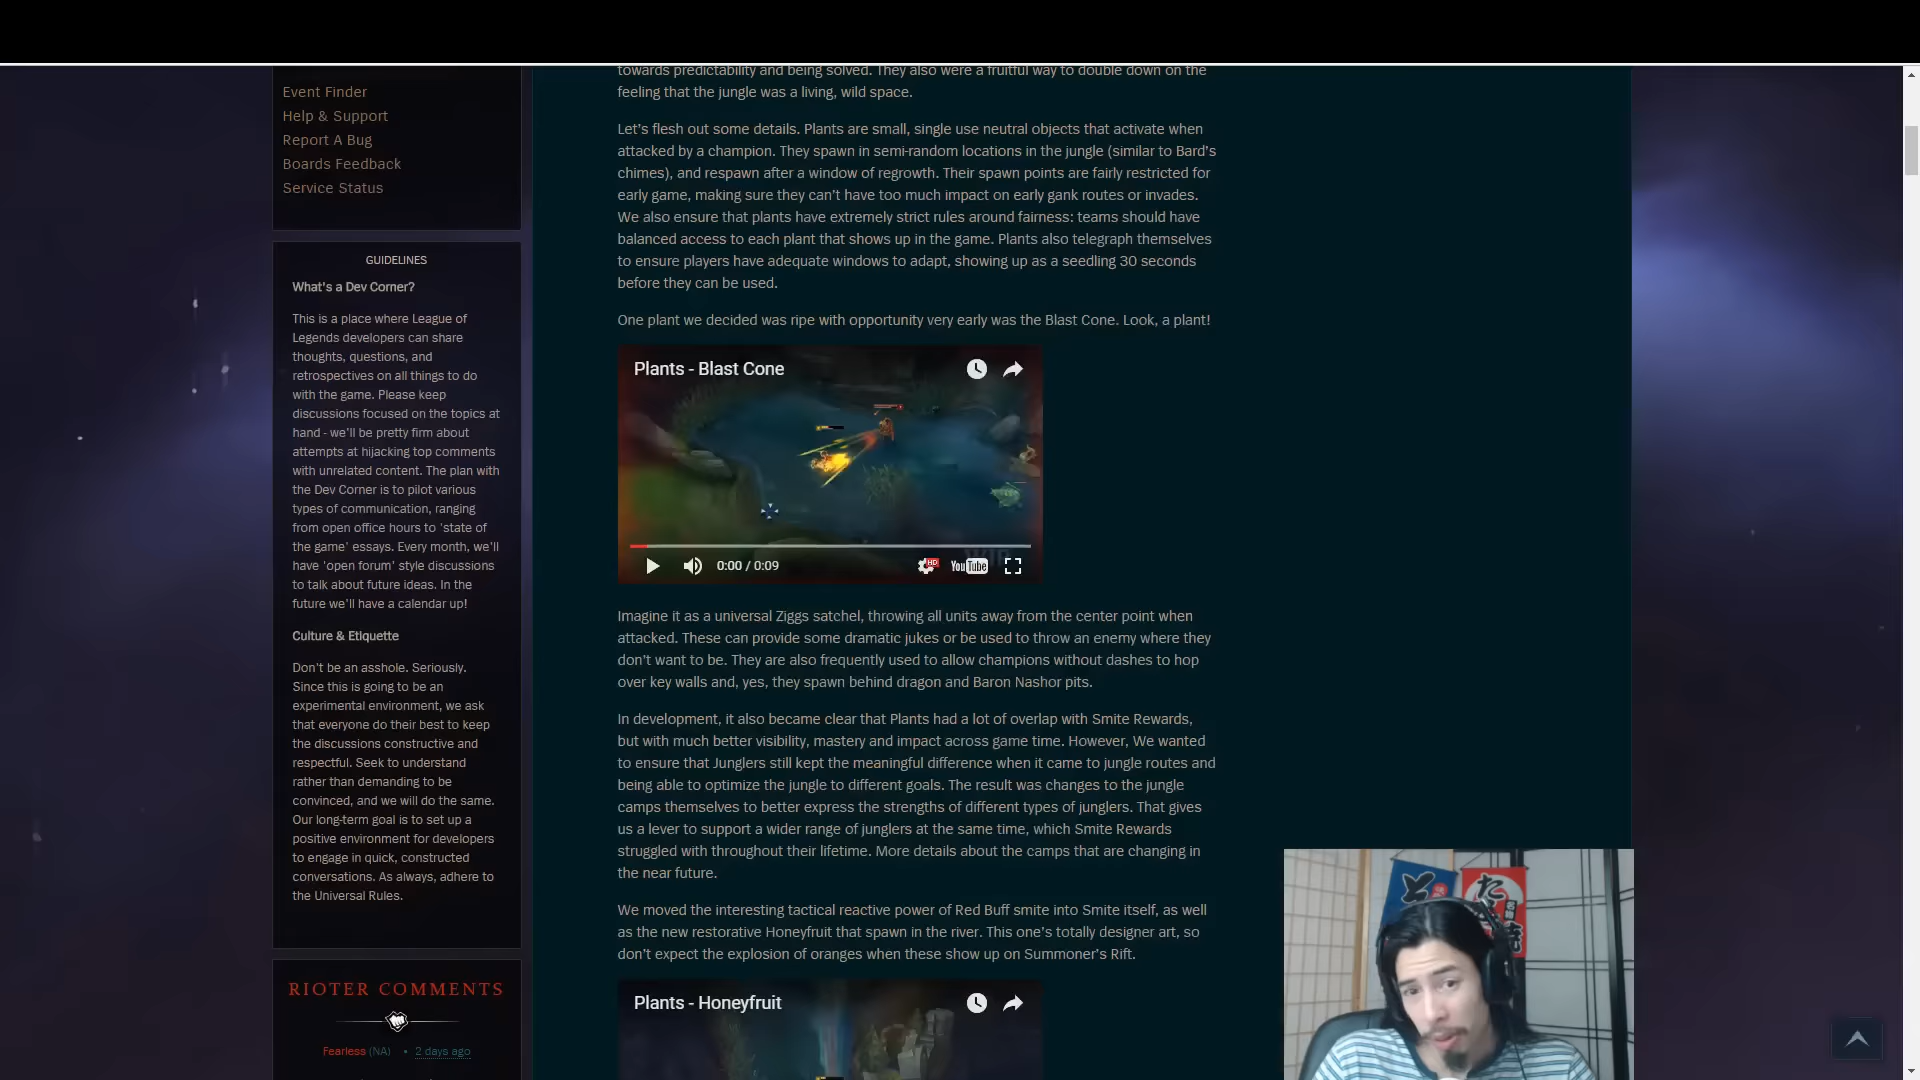 Event Finder
Help & Support
Report A Bug
Boards Feedback
Service Status
GUIDELINES
What's a Dev Corner?
This is a place where League of
Legends developers can share
thoughts, questions, and
retrospectives on all things to do
with the game. Please keep
discussions focused on the topics at
hand - we'll be pretty firm about
attempts at hijacking top comments
with unrelated content. The plan with
the Dev Corner is to pilot various
types of communication, ranging
from open office hours to 'state of
the game' essays. Every month, we'll
have 'open forum' style discussions
to talk about future ideas. In the
future we'll have a calendar up!
Culture & Etiquette
Don't be an asshole. Seriously.
Since this is going to be an
experimental environment, we ask
that everyone do their best to keep
the discussions constructive and
respectful. Seek to understand
rather than demanding to be
convinced, and we will do the same.
Our long-term goal is to set up a
positive environment for developers
to engage in quick, constructed
conversations. As always, adhere to
the Universal Rules.
RIOTER COMMENTS
Fearless (NA) • 2 days ago
towards predictability and being solved. They also were a fruitful way to double down on the
feeling that the jungle was a living, wild space.
Let's flesh out some details. Plants are small, single use neutral objects that activate when
attacked by a champion. They spawn in semi-random locations in the jungle (similar to Bard's
chimes), and respawn after a window of regrowth. Their spawn points are fairly restricted for
early game, making sure they can't have too much impact on early gank routes or invades.
We also ensure that plants have extremely strict rules around fairness: teams should have
balanced access to each plant that shows up in the game. Plants also telegraph themselves
to ensure players have adequate windows to adapt, showing up as a seedling 30 seconds
before they can be used.
One plant we decided was ripe with opportunity very early was the Blast Cone. Look, a plant!
Plants - Blast Cone
0:00 / 0:09
HD
YouTube
Imagine it as a universal Ziggs satchel, throwing all units away from the center point when
attacked. These can provide some dramatic jukes or be used to throw an enemy where they
don't want to be. They are also frequently used to allow champions without dashes to hop
over key walls and, yes, they spawn behind dragon and Baron Nashor pits.
In development, it also became clear that Plants had a lot of overlap with Smite Rewards,
but with much better visibility, mastery and impact across game time. However, We wanted
to ensure that Junglers still kept the meaningful difference when it came to jungle routes and
being able to optimize the jungle to different goals. The result was changes to the jungle
camps themselves to better express the strengths of different types of junglers. That gives
us a lever to support a wider range of junglers at the same time, which Smite Rewards
struggled with throughout their lifetime. More details about the camps that are changing in
the near future.
We moved the interesting tactical reactive power of Red Buff smite into Smite itself, as well
as the new restorative Honeyfruit that spawn in the river. This one's totally designer art, so
don't expect the explosion of oranges when these show up on Summoner's Rift.
Plants - Honeyfruit